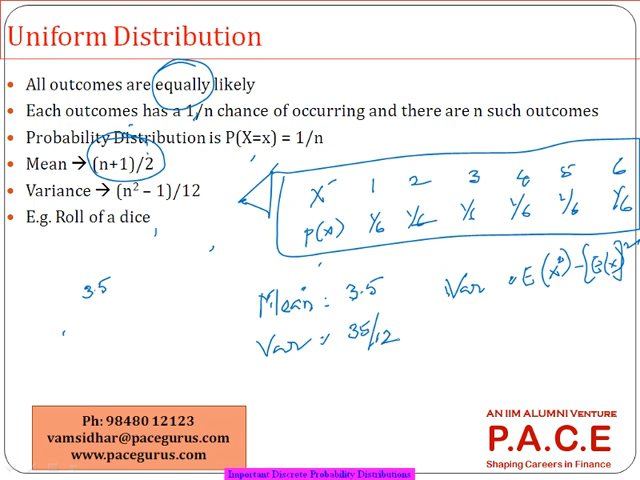 Uniform Distribution
• All outcomes are equally likely
• Each outcomes has a 1/n chance of occurring and there are n such outcomes
• Probability Distribution is P(X=x) = 1/n
• Mean → (n+1)/2
• Variance → (n² – 1)/12
• E.g. Roll of a dice
X 1 2 3 4 5 6
P(x) 1/6 1/6 1/6 1/6 1/6 1/6
3.5
Mean = 3.5
Var = E(x²) – [E(x)]²
Var = 35/12
Ph: 98480 12123
vamsidhar@pacegurus.com
www.pacegurus.com
AN IIM ALUMNI VENTURE
P.A.C.E
Shaping Careers in Finance
Important Discrete Probability Distributions